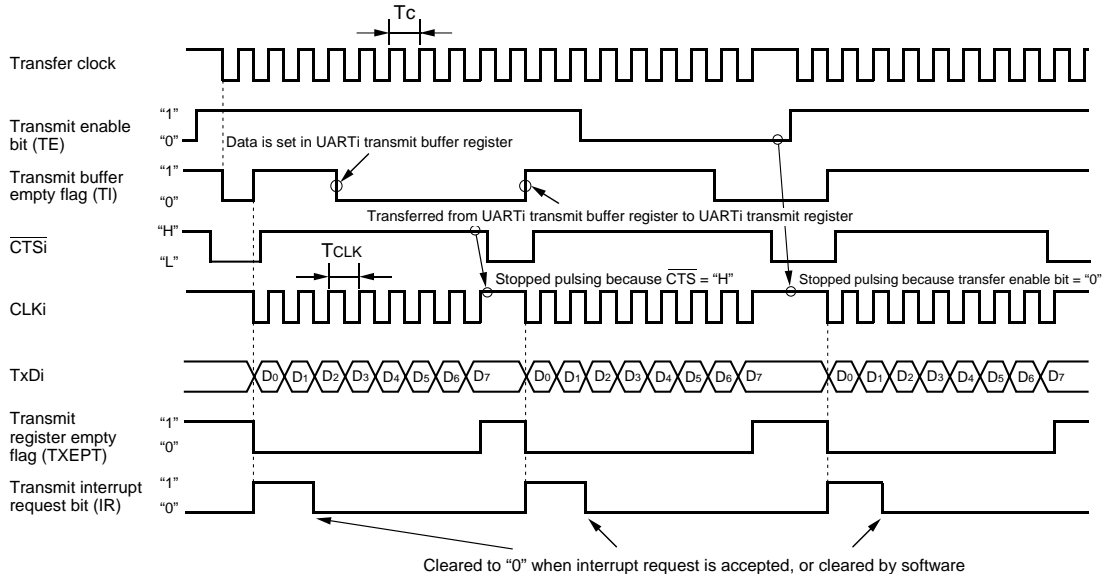 Tc
Transfer clock
Transmit enable
bit (TE)
“1”
“0”
Data is set in UARTi transmit buffer register
Transmit buffer
empty flag (TI)
“1”
“0”
Transferred from UARTi transmit buffer register to UARTi transmit register
CTSi
“H”
“L”
TCLK
Stopped pulsing because CTS = “H”
Stopped pulsing because transfer enable bit = “0”
CLKi
TxDi
D0 D1 D2 D3 D4 D5 D6 D7 D0 D1 D2 D3 D4 D5 D6 D7 D0 D1 D2 D3 D4 D5 D6 D7
Transmit
register empty
flag (TXEPT)
“1”
“0”
Transmit interrupt
request bit (IR)
“1”
“0”
Cleared to “0” when interrupt request is accepted, or cleared by software